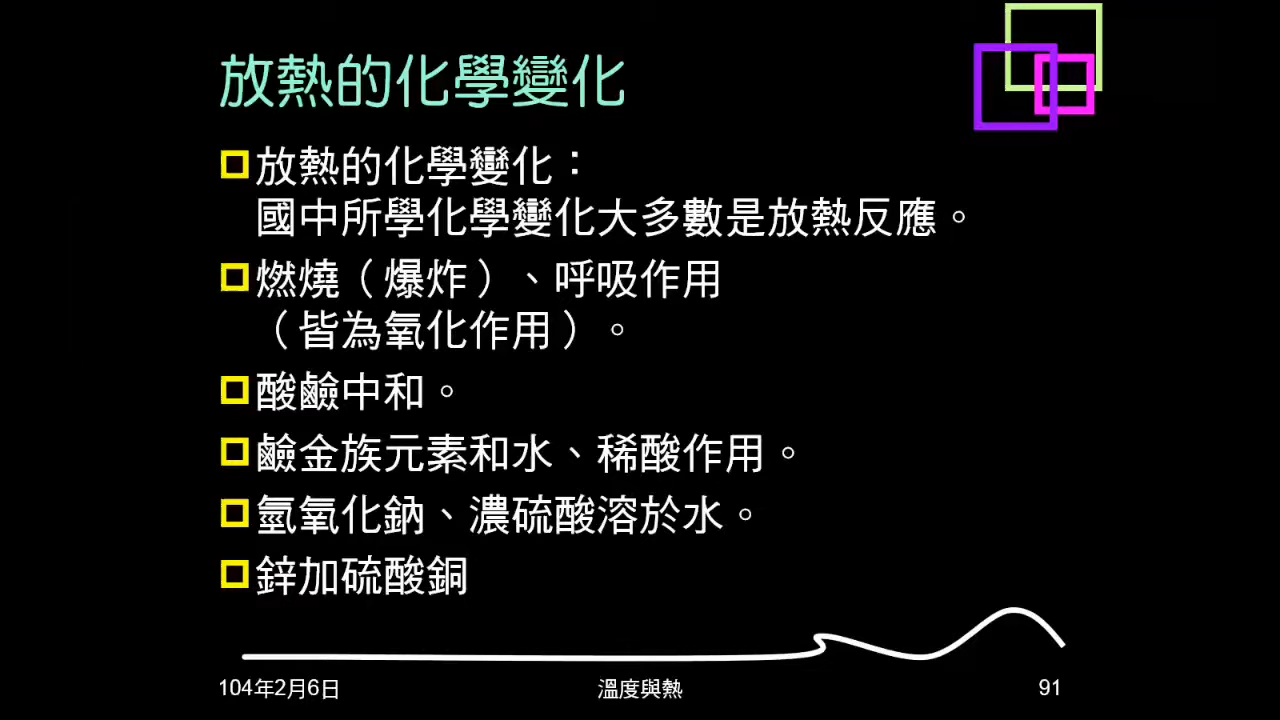 放熱的化學變化
放熱的化學變化：
國中所學化學變化大多數是放熱反應。
燃燒（爆炸）、呼吸作用
（皆為氧化作用）。
酸鹼中和。
鹼金族元素和水、稀酸作用。
氫氧化鈉、濃硫酸溶於水。
鋅加硫酸銅
104年2月6日
溫度與熱
91